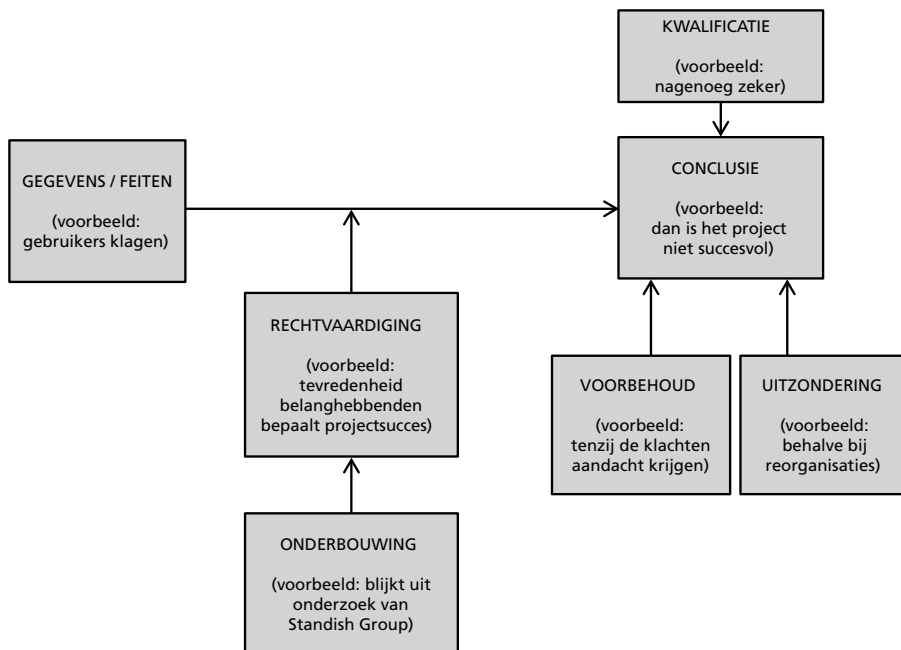 KWALIFICATIE
(voorbeeld:
nagenoeg zeker)
GEGEVENS / FEITEN
(voorbeeld:
gebruikers klagen)
CONCLUSIE
(voorbeeld:
dan is het project
niet succesvol)
RECHTVAARDIGING
(voorbeeld:
tevredenheid
belanghebbenden
bepaalt projectsucces)
VOORBEHOUD
(voorbeeld:
tenzij de klachten
aandacht krijgen)
UITZONDERING
(voorbeeld:
behalve bij
reorganisaties)
ONDERBOUWING
(voorbeeld: blijkt uit
onderzoek van
Standish Group)